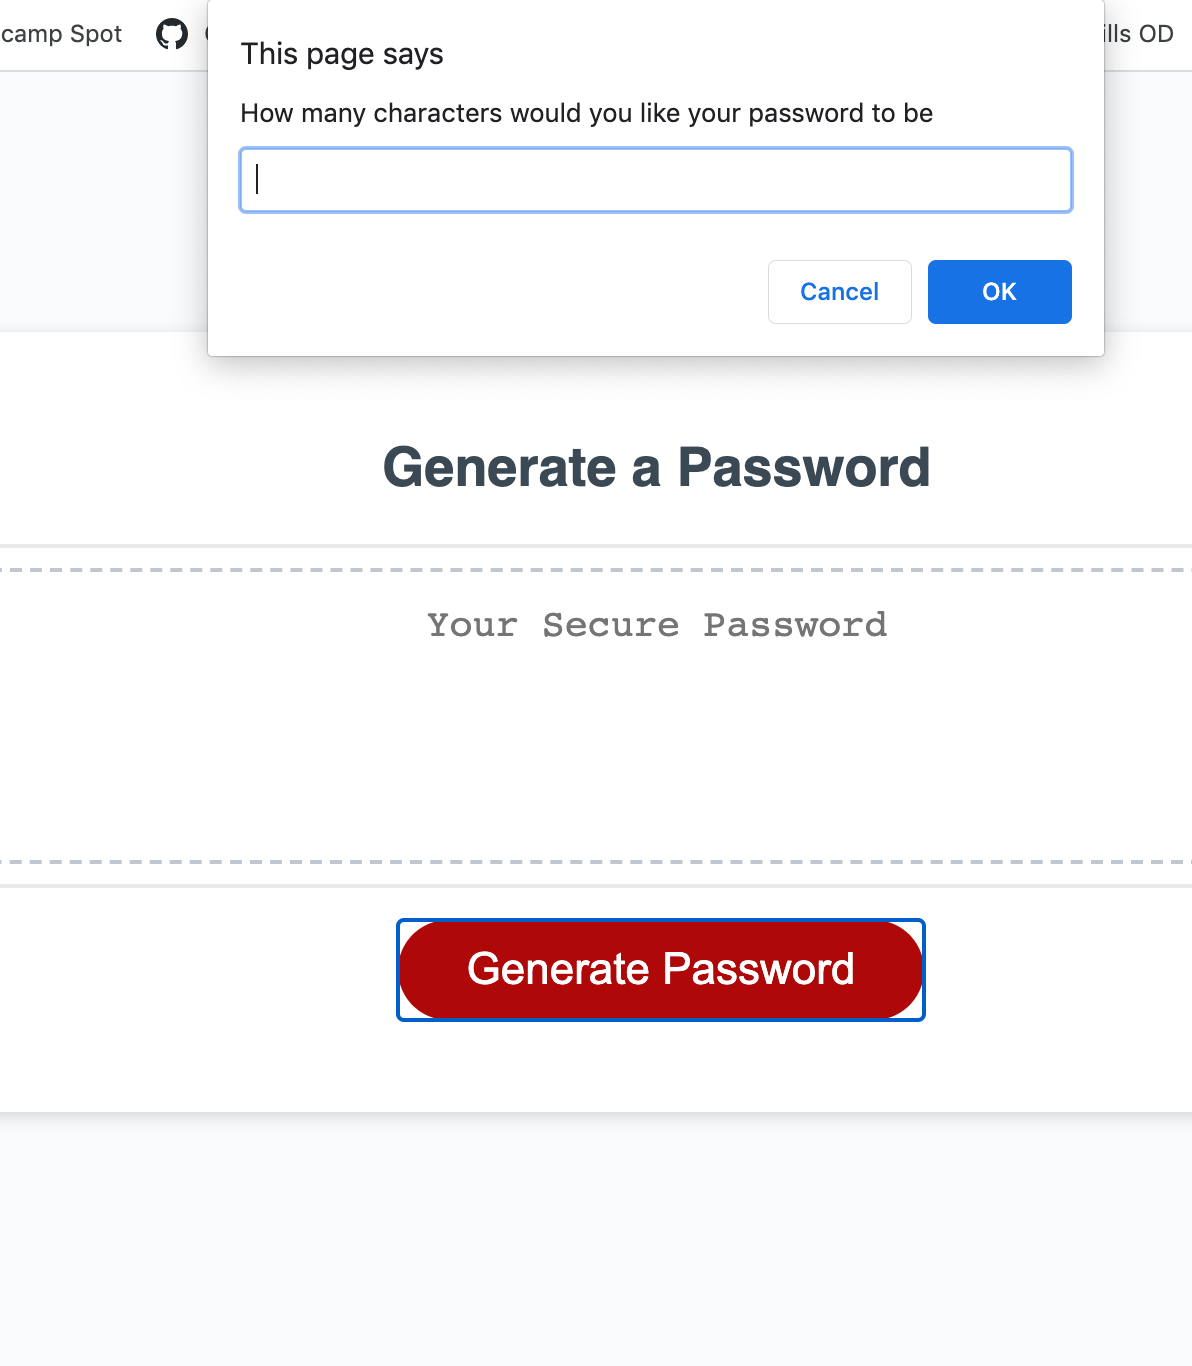 camp Spot
ills OD
This page says
How many characters would you like your password to be
Cancel
OK
Generate a Password
Your Secure Password
Generate Password